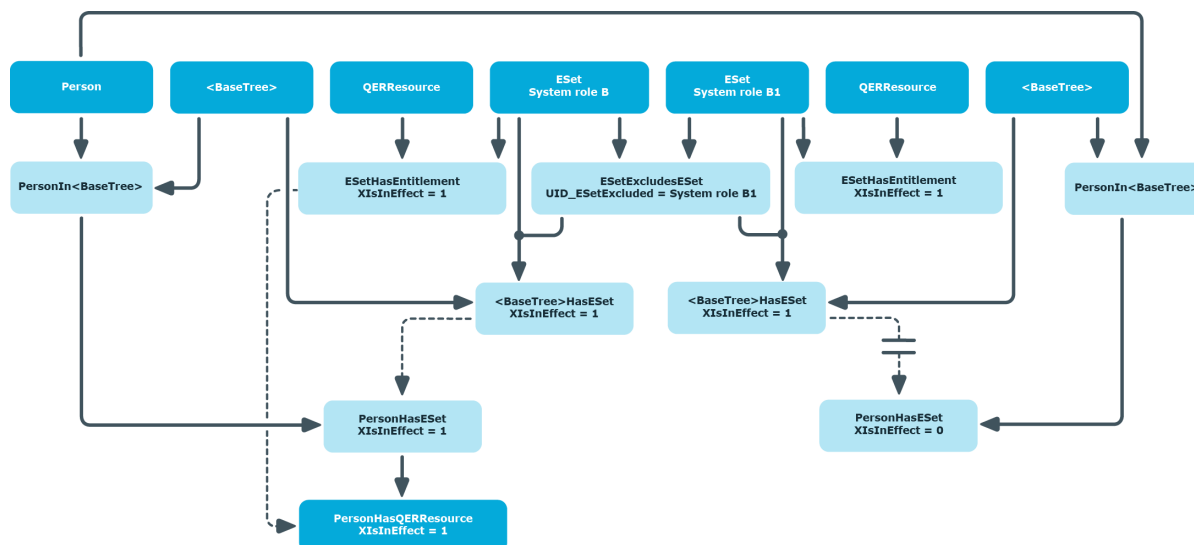 Person
<BaseTree>
QERResource
ESet
System role B
ESet
System role B1
QERResource
<BaseTree>
PersonIn<BaseTree>
ESetHasEntitlement
XIsInEffect = 1
ESetExcludesESet
UID_ESetExcluded = System role B1
ESetHasEntitlement
XIsInEffect = 1
PersonIn<BaseTree>
<BaseTree>HasESet
XIsInEffect = 1
<BaseTree>HasESet
XIsInEffect = 1
PersonHasESet
XIsInEffect = 1
PersonHasESet
XIsInEffect = 0
PersonHasQERResource
XIsInEffect = 1